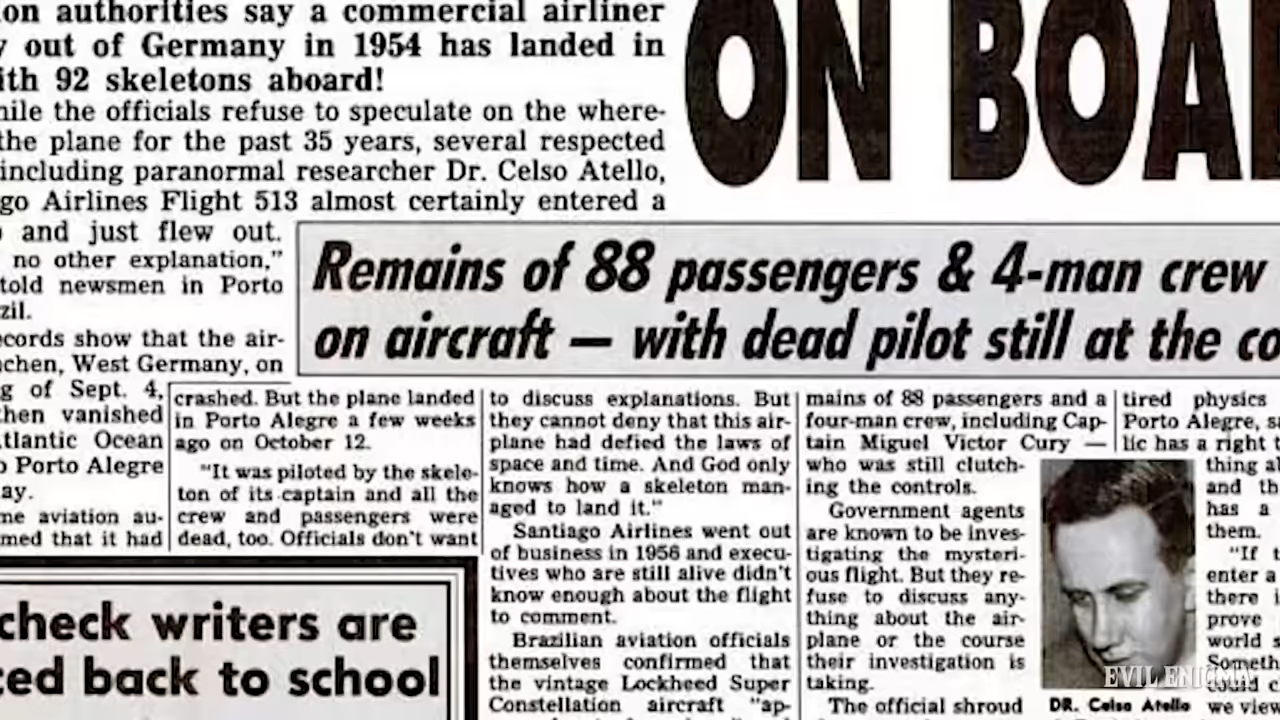 on authorities say a commercial airliner
y out of Germany in 1954 has landed in
ith 92 skeletons aboard!
hile the officials refuse to speculate on the where-
the plane for the past 35 years, several respected
including paranormal researcher Dr. Celso Atello,
go Airlines Flight 513 almost certainly entered a
and just flew out.
no other explanation,"
told newsmen in Porto
zil.
ecords show that the air-
chen, West Germany, on
g of Sept. 4,
then vanished
tlantic Ocean
o Porto Alegre
ay.
me aviation au-
med that it had
ON BOA
Remains of 88 passengers & 4-man crew
on aircraft — with dead pilot still at the co
crashed. But the plane landed
in Porto Alegre a few weeks
ago on October 12.
"It was piloted by the skele-
ton of its captain and all the
crew and passengers were
dead, too. Officials don't want
to discuss explanations. But
they cannot deny that this air-
plane had defied the laws of
space and time. And God only
knows how a skeleton man-
aged to land it."
Santiago Airlines went out
of business in 1956 and execu-
tives who are still alive didn't
know enough about the flight
to comment.
Brazilian aviation officials
themselves confirmed that
the vintage Lockheed Super
Constellation aircraft "ap-
mains of 88 passengers and a
four-man crew, including Cap-
tain Miguel Victor Cury —
who was still clutch-
ing the controls.
Government agents
are known to be inves-
tigating the mysteri-
ous flight. But they re-
fuse to discuss any-
thing about the air-
plane or the course
their investigation is
taking.
The official shroud
tired physics
Porto Alegre, sa
lic has a right t
thing a
and th
has a
them.
"If t
enter a
there i
prove
world s
Someth
could c
we view
DR. Celso Atello
check writers are
ced back to school
EVIL ENIGMA